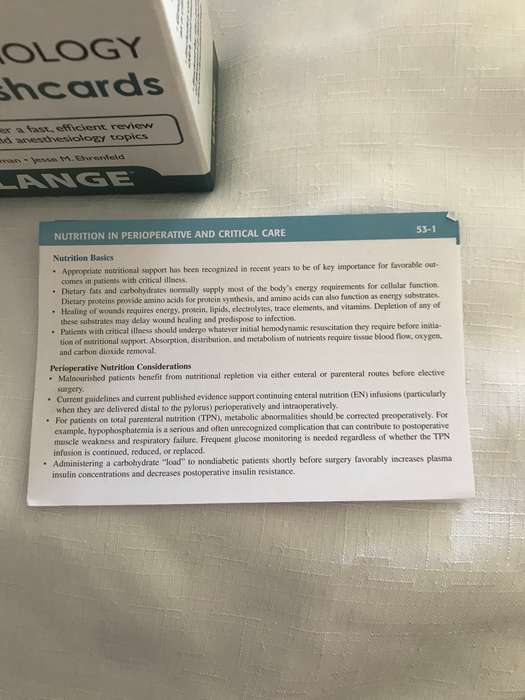 OLOGY
shcards
er a fast, efficient review
ld anesthesiology topics
man • Jesse M. Ehrenfeld
LANGE
NUTRITION IN PERIOPERATIVE AND CRITICAL CARE 53-1
Nutrition Basics
• Appropriate nutritional support has been recognized in recent years to be of key importance for favorable out-
comes in patients with critical illness.
• Dietary fats and carbohydrates normally supply most of the body's energy requirements for cellular function.
Dietary proteins provide amino acids for protein synthesis, and amino acids can also function as energy substrates.
• Healing of wounds requires energy, protein, lipids, electrolytes, trace elements, and vitamins. Depletion of any of
these substrates may delay wound healing and predispose to infection.
• Patients with critical illness should undergo whatever initial hemodynamic resuscitation they require before initia-
tion of nutritional support. Absorption, distribution, and metabolism of nutrients require tissue blood flow, oxygen,
and carbon dioxide removal.
Perioperative Nutrition Considerations
• Malnourished patients benefit from nutritional repletion via either enteral or parenteral routes before elective
surgery.
• Current guidelines and current published evidence support continuing enteral nutrition (EN) infusions (particularly
when they are delivered distal to the pylorus) perioperatively and intraoperatively.
• For patients on total parenteral nutrition (TPN), metabolic abnormalities should be corrected preoperatively. For
example, hypophosphatemia is a serious and often unrecognized complication that can contribute to postoperative
muscle weakness and respiratory failure. Frequent glucose monitoring is needed regardless of whether the TPN
infusion is continued, reduced, or replaced.
• Administering a carbohydrate "load" to nondiabetic patients shortly before surgery favorably increases plasma
insulin concentrations and decreases postoperative insulin resistance.